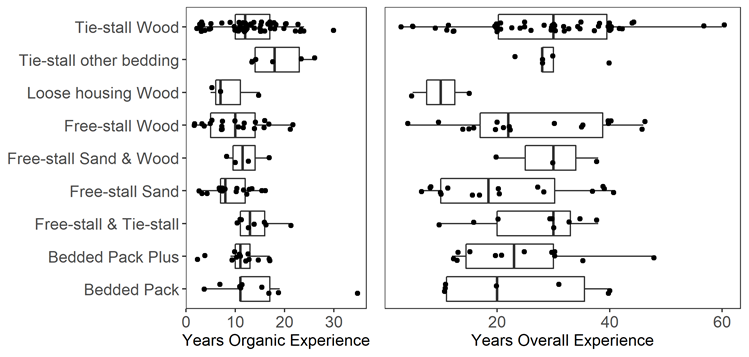 Tie-stall Wood
Tie-stall other bedding
Loose housing Wood
Free-stall Wood
Free-stall Sand & Wood
Free-stall Sand
Free-stall & Tie-stall
Bedded Pack Plus
Bedded Pack
0 10 20 30
20 40 60
Years Organic Experience
Years Overall Experience